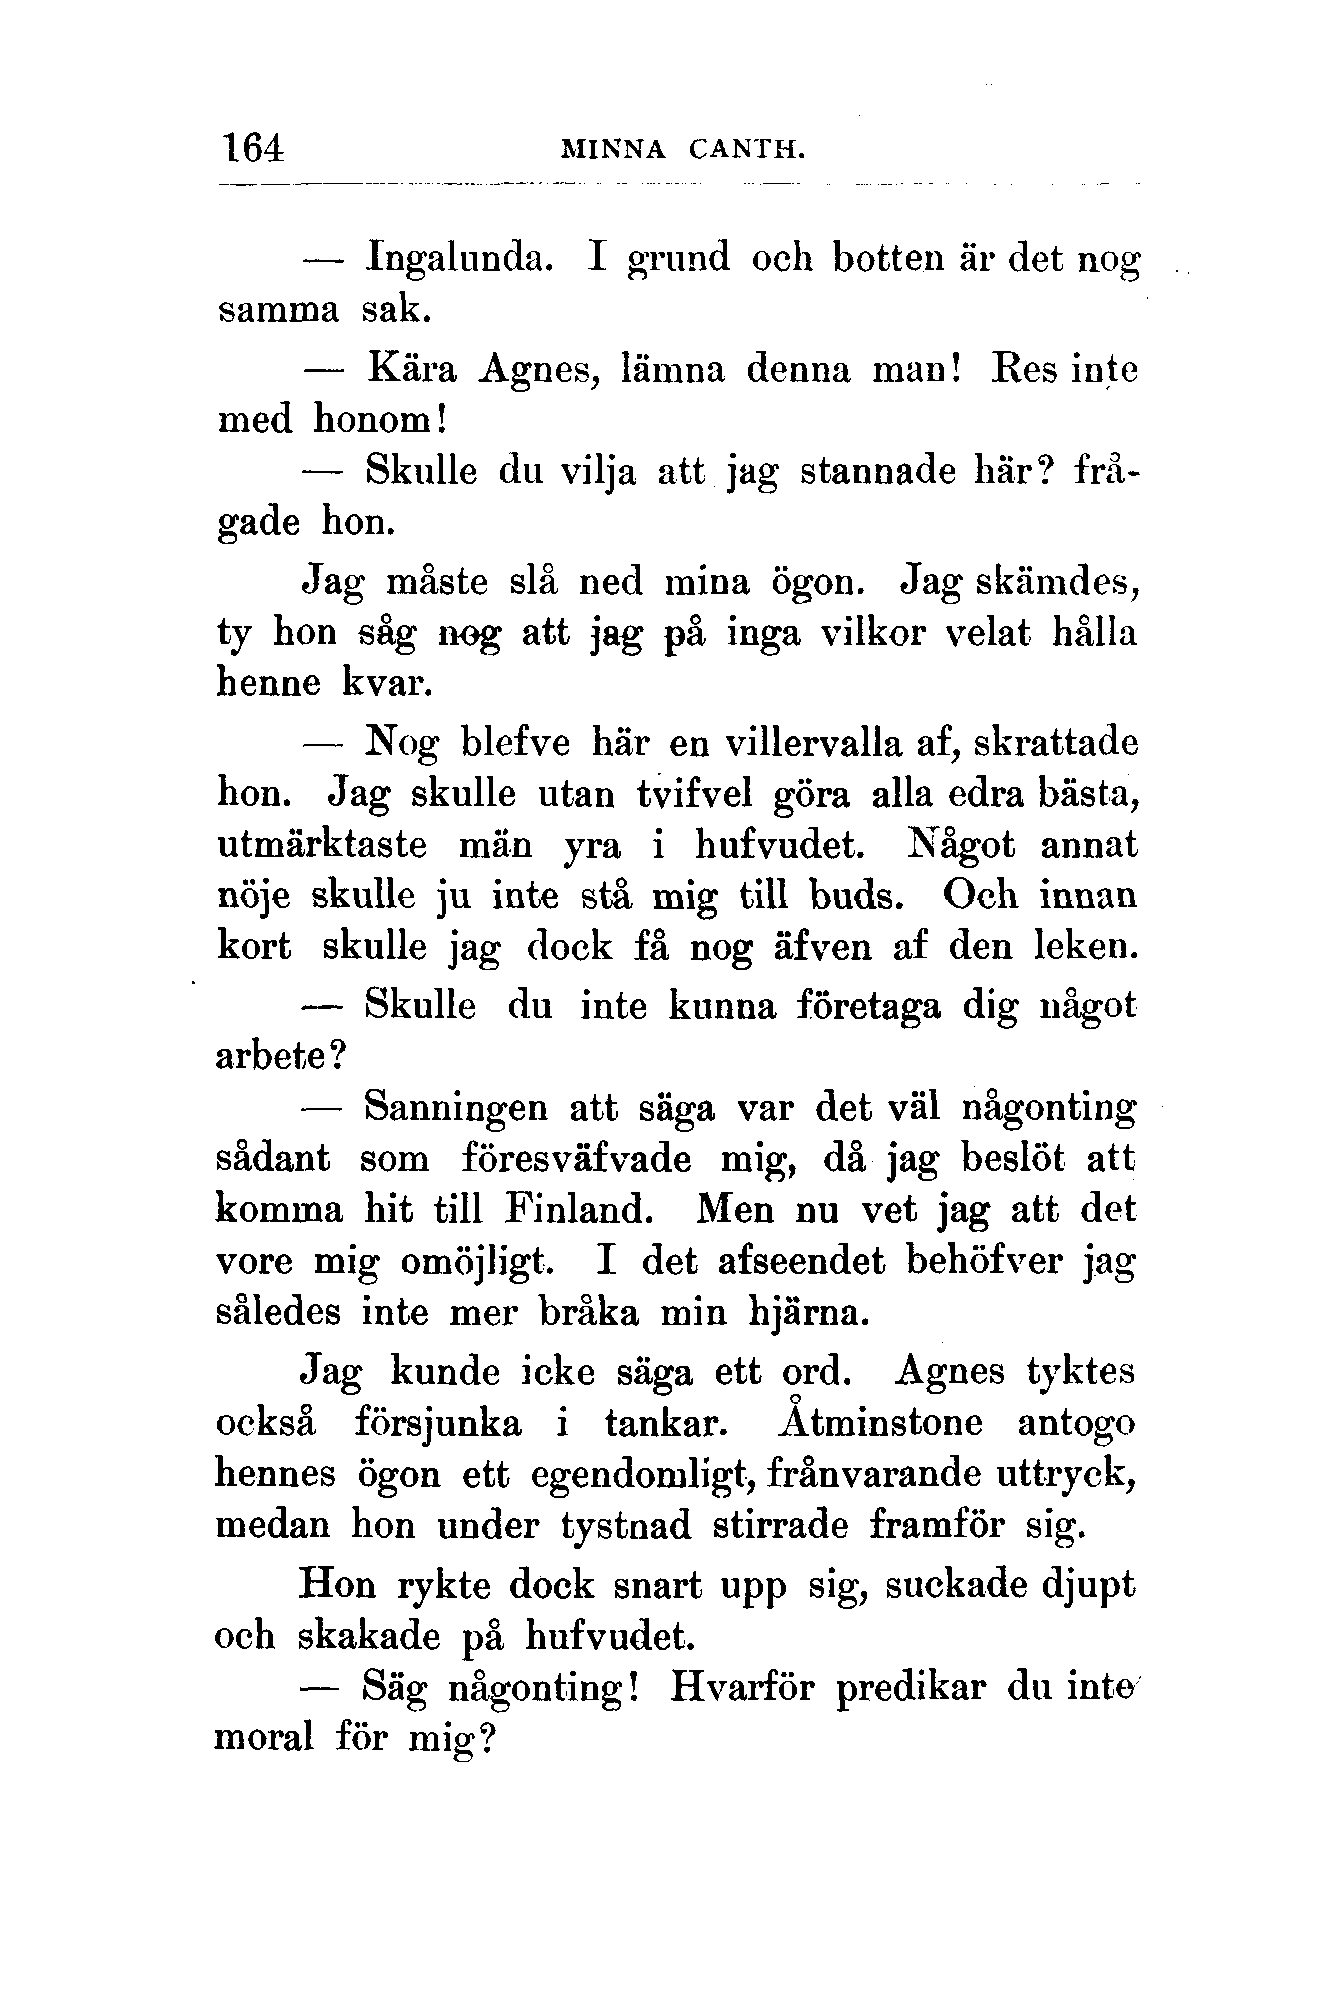 164 MINNA CANTH.
— Ingalunda. I grund och botten är det nog
samma sak.
— Kära Agnes, lämna denna man! Res inte
med honom!
— Skulle du vilja att jag stannade här? frå-
gade hon.
Jag måste slå ned mina ögon. Jag skämdes,
ty hon såg nog att jag på inga vilkor velat hålla
henne kvar.
— Nog blefve här en villervalla af, skrattade
hon. Jag skulle utan tvifvel göra alla edra bästa,
utmärktaste män yra i hufvudet. Något annat
nöje skulle ju inte stå mig till buds. Och innan
kort skulle jag dock få nog äfven af den leken.
— Skulle du inte kunna företaga dig något
arbete?
— Sanningen att säga var det väl någonting
sådant som föresväfvade mig, då jag beslöt att
komma hit till Finland. Men nu vet jag att det
vore mig omöjligt. I det afseendet behöfver jag
således inte mer bråka min hjärna.
Jag kunde icke säga ett ord. Agnes tyktes
också försjunka i tankar. Åtminstone antogo
hennes ögon ett egendomligt, frånvarande uttryck,
medan hon under tystnad stirrade framför sig.
Hon rykte dock snart upp sig, suckade djupt
och skakade på hufvudet.
— Säg någonting! Hvarför predikar du inte
moral för mig?